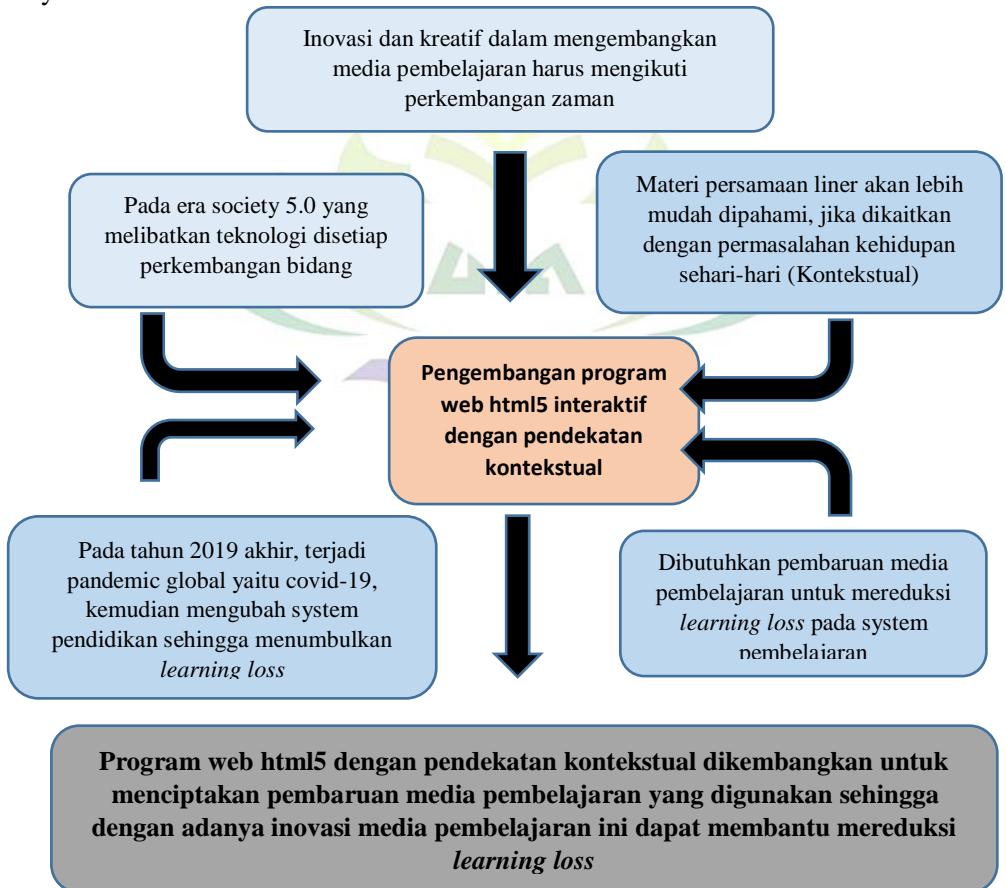 Inovasi dan kreatif dalam mengembangkan
media pembelajaran harus mengikuti
perkembangan zaman
Pada era society 5.0 yang
melibatkan teknologi disetiap
perkembangan bidang
Materi persamaan liner akan lebih
mudah dipahami, jika dikaitkan
dengan permasalahan kehidupan
sehari-hari (Kontekstual)
Pengembangan program
web html5 interaktif
dengan pendekatan
kontekstual
Pada tahun 2019 akhir, terjadi
pandemic global yaitu covid-19,
kemudian mengubah system
pendidikan sehingga menumbulkan
learning loss
Dibutuhkan pembaruan media
pembelajaran untuk mereduksi
learning loss pada system
pembelajaran
Program web html5 dengan pendekatan kontekstual dikembangkan untuk
menciptakan pembaruan media pembelajaran yang digunakan sehingga
dengan adanya inovasi media pembelajaran ini dapat membantu mereduksi
learning loss